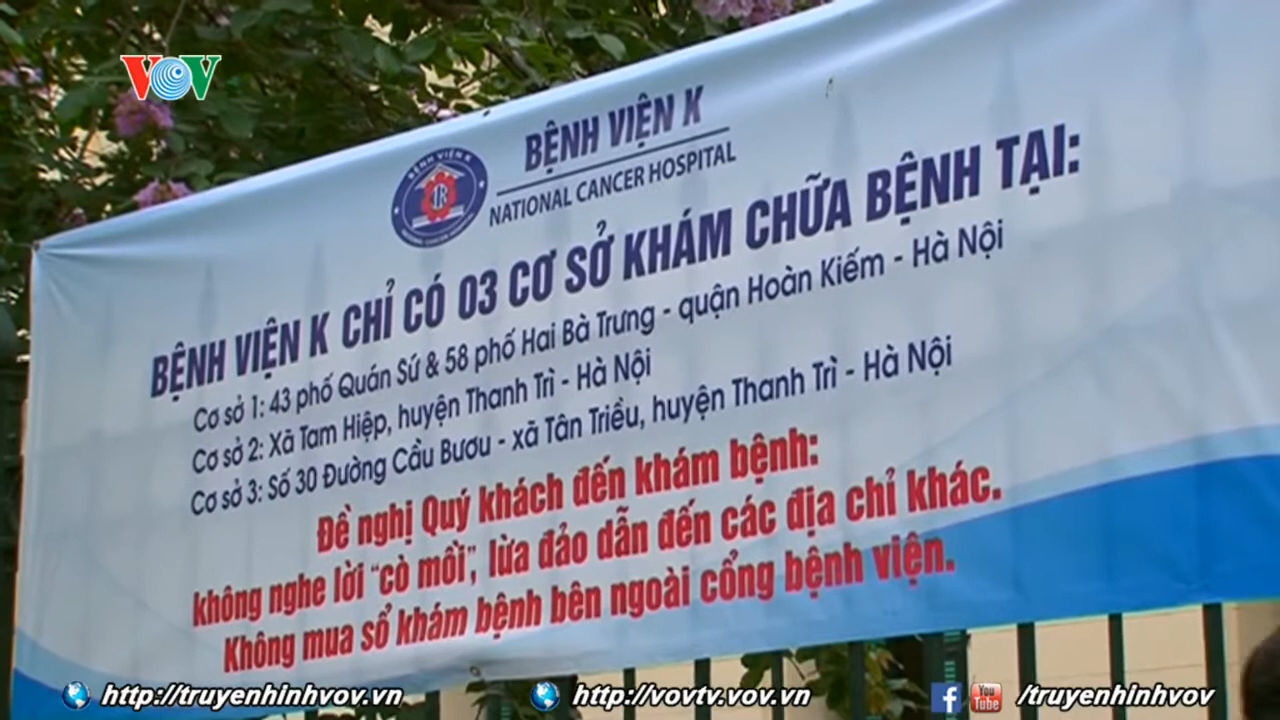 VOV
BỆNH VIỆN K
NATIONAL CANCER HOSPITAL
BỆNH VIỆN K
BỆNH VIỆN K CHỈ CÓ 03 CƠ SỞ KHÁM CHỮA BỆNH TẠI:
Cơ sở 1: 43 phố Quán Sứ & 58 phố Hai Bà Trưng - quận Hoàn Kiếm - Hà Nội
Cơ sở 2: Xã Tam Hiệp, huyện Thanh Trì - Hà Nội
Cơ sở 3: Số 30 Đường Cầu Bươu - xã Tân Triều, huyện Thanh Trì - Hà Nội
Đề nghị Quý khách đến khám bệnh:
không nghe lời "cò mồi", lừa đảo dẫn đến các địa chỉ khác.
Không mua sổ khám bệnh bên ngoài cổng bệnh viện.
http://truyenhinhvov.vn http://vovtv.vov.vn f You Tube /truyenhinhvov